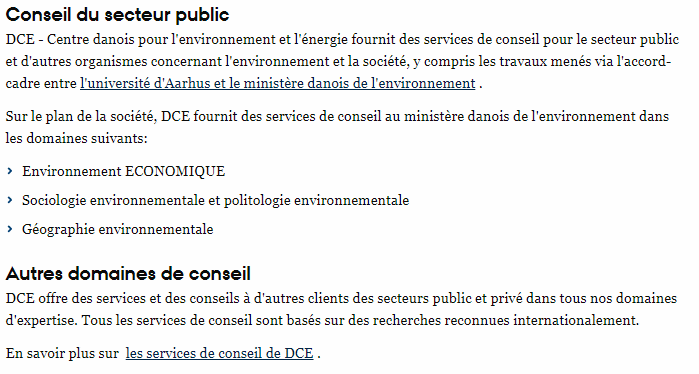 Conseil du secteur public
DCE - Centre danois pour l'environnement et l'énergie fournit des services de conseil pour le secteur public
et d'autres organismes concernant l'environnement et la société, y compris les travaux menés via l'accord-
cadre entre l'université d'Aarhus et le ministère danois de l'environnement .
Sur le plan de la société, DCE fournit des services de conseil au ministère danois de l'environnement dans
les domaines suivants:
› Environnement ECONOMIQUE
› Sociologie environnementale et politologie environnementale
› Géographie environnementale
Autres domaines de conseil
DCE offre des services et des conseils à d'autres clients des secteurs public et privé dans tous nos domaines
d'expertise. Tous les services de conseil sont basés sur des recherches reconnues internationalement.
En savoir plus sur les services de conseil de DCE .